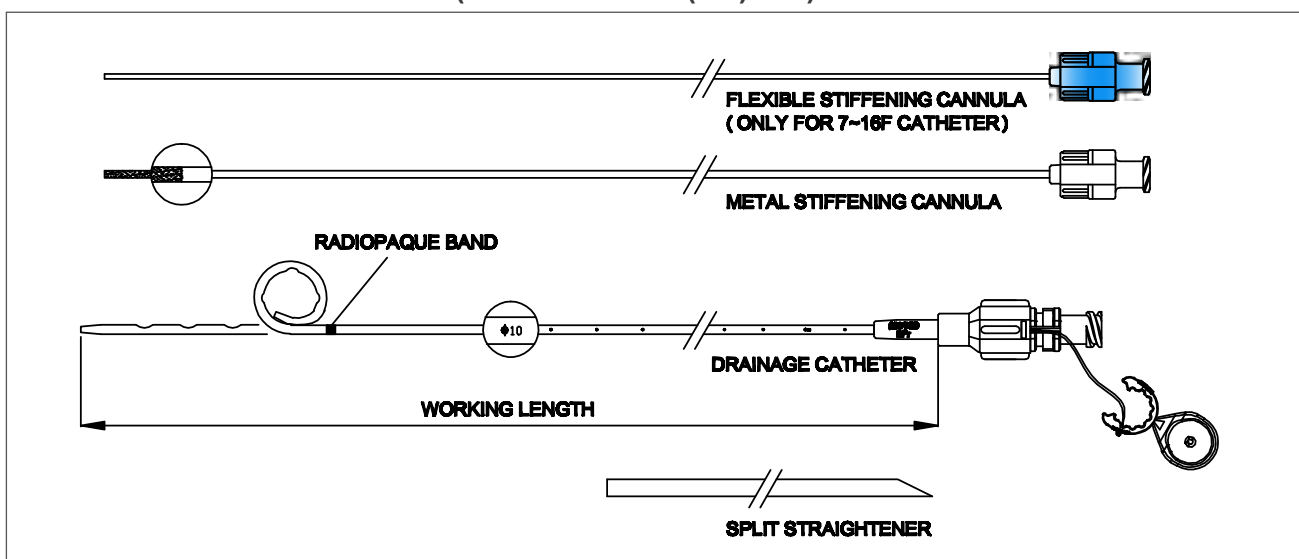 FLEXIBLE STIFFENING CANNULA
( ONLY FOR 7~16F CATHETER )
METAL STIFFENING CANNULA
RADIOPAQUE BAND
Φ10
DRAINAGE CATHETER
WORKING LENGTH
SPLIT STRAIGHTENER